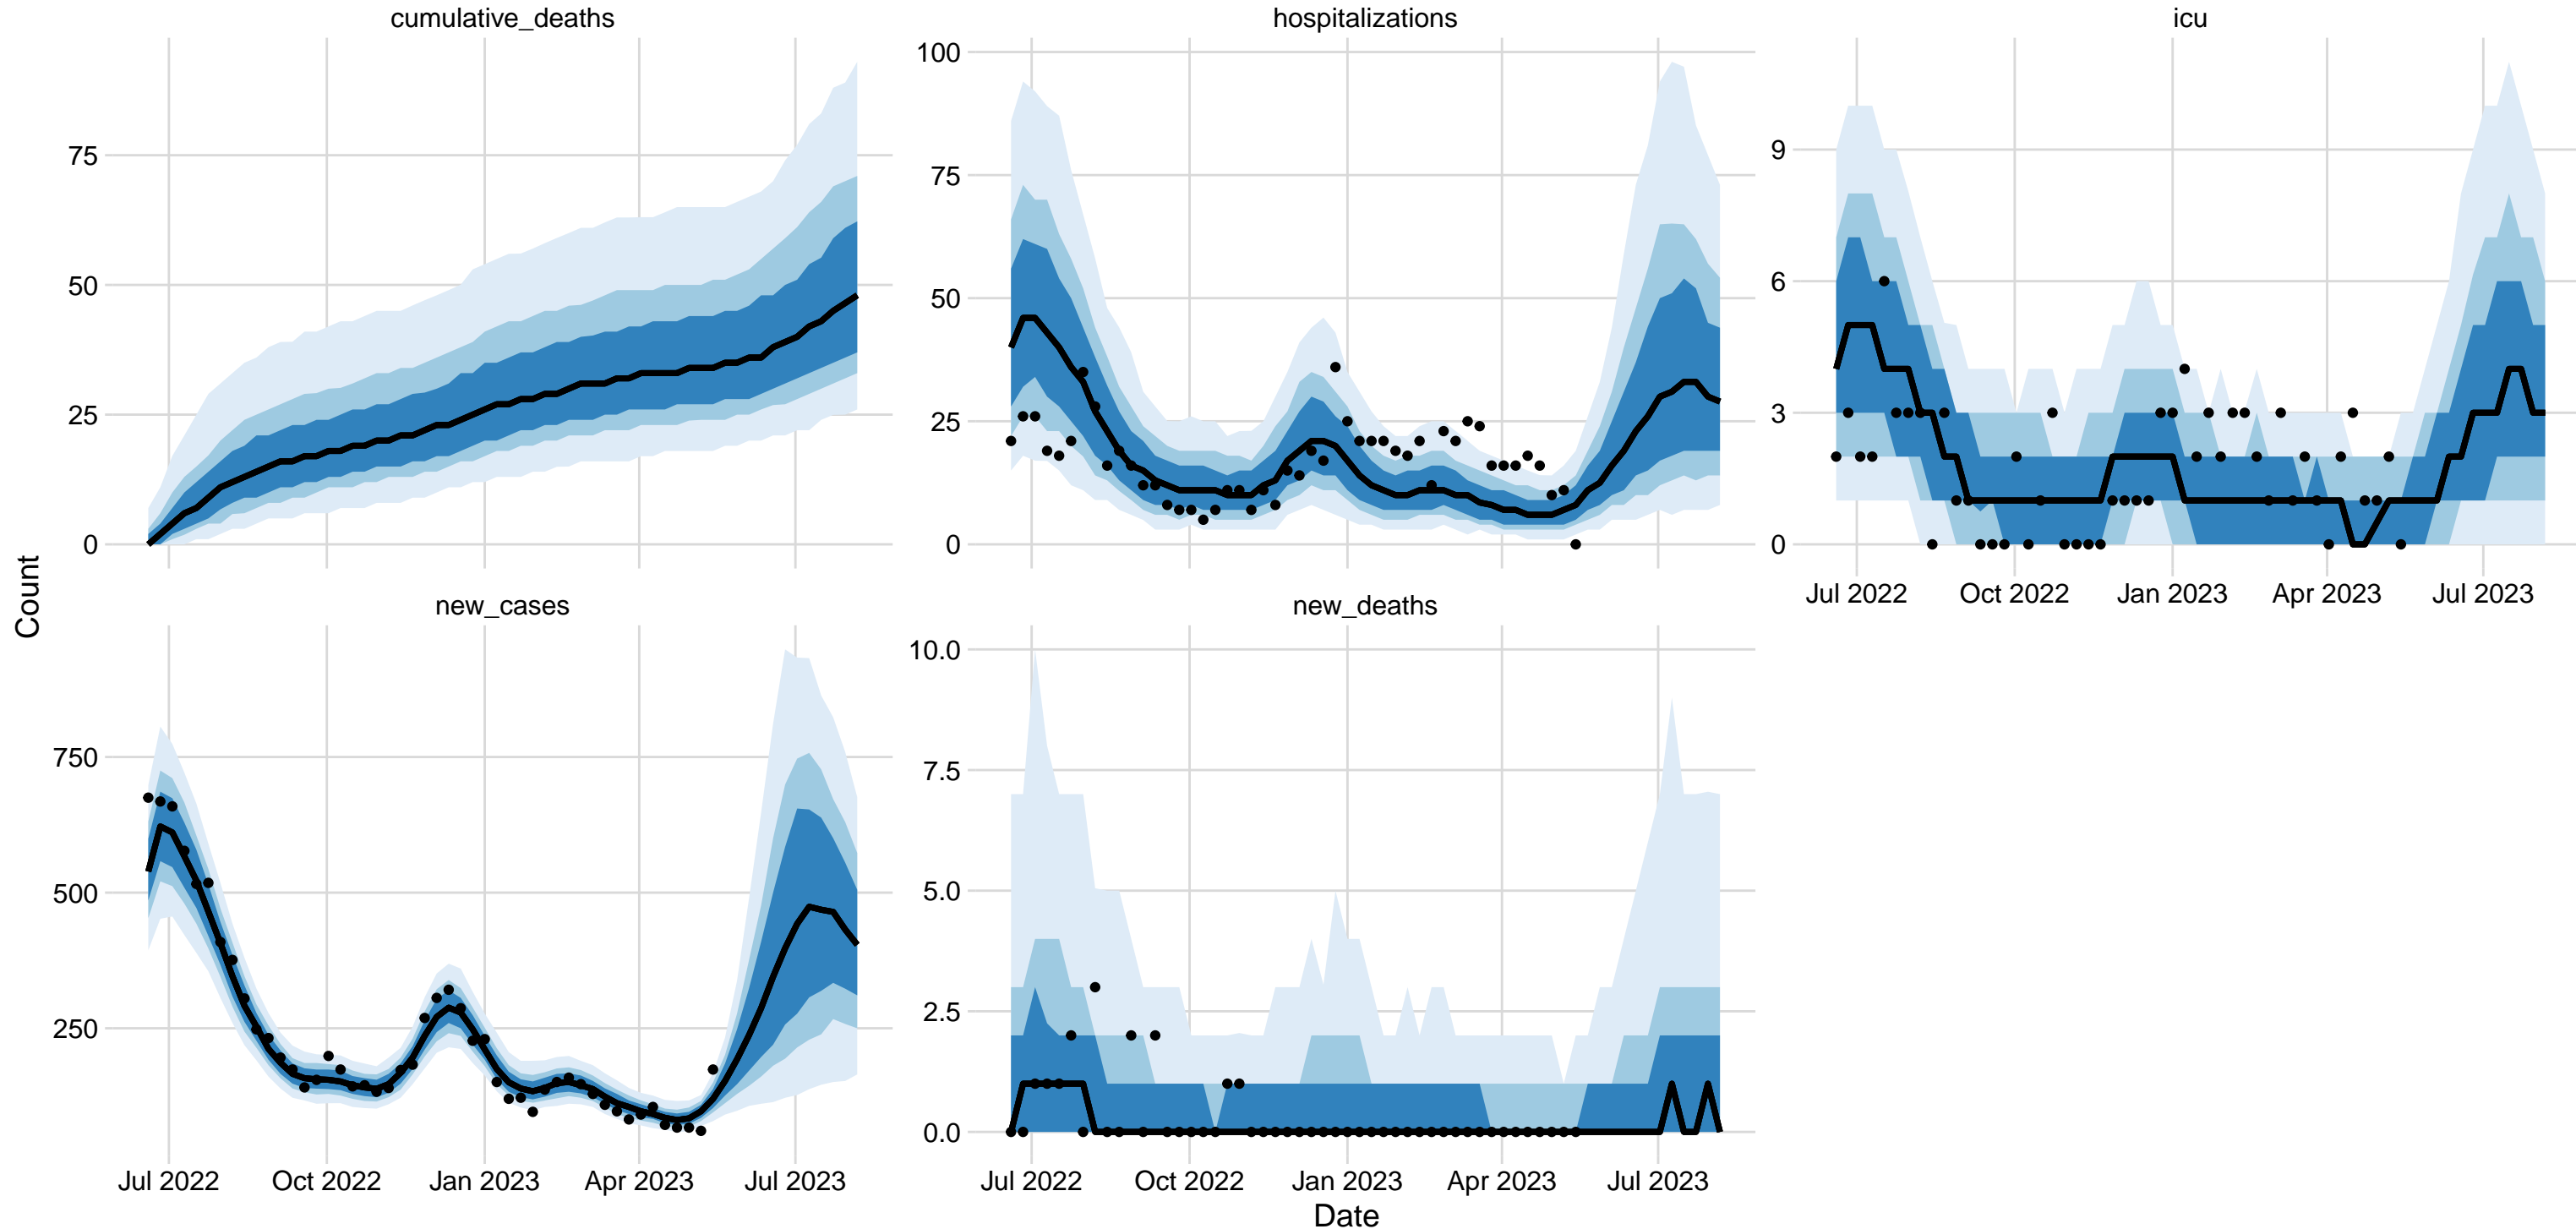 cumulative_deaths
hospitalizations
icu
75
50
25
0
100
75
50
25
0
9
6
3
0
Jul 2022 Oct 2022 Jan 2023 Apr 2023 Jul 2023
Count
new_cases
new_deaths
750
500
250
10.0
7.5
5.0
2.5
0.0
Jul 2022 Oct 2022 Jan 2023 Apr 2023 Jul 2023
Jul 2022 Oct 2022 Jan 2023 Apr 2023 Jul 2023
Date